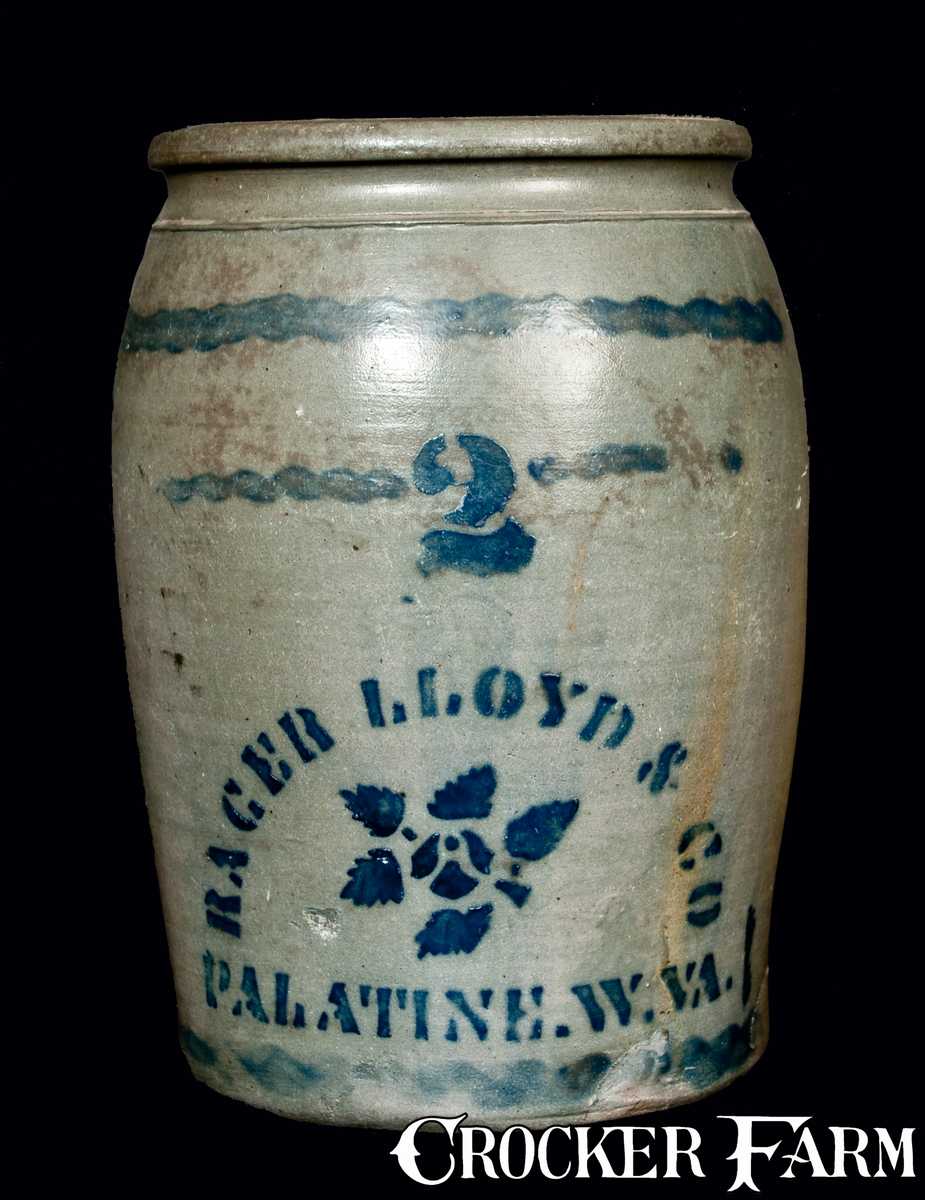 2
RAGER LLOYD & CO
PALATINE. W. VA.
CROCKER FARM